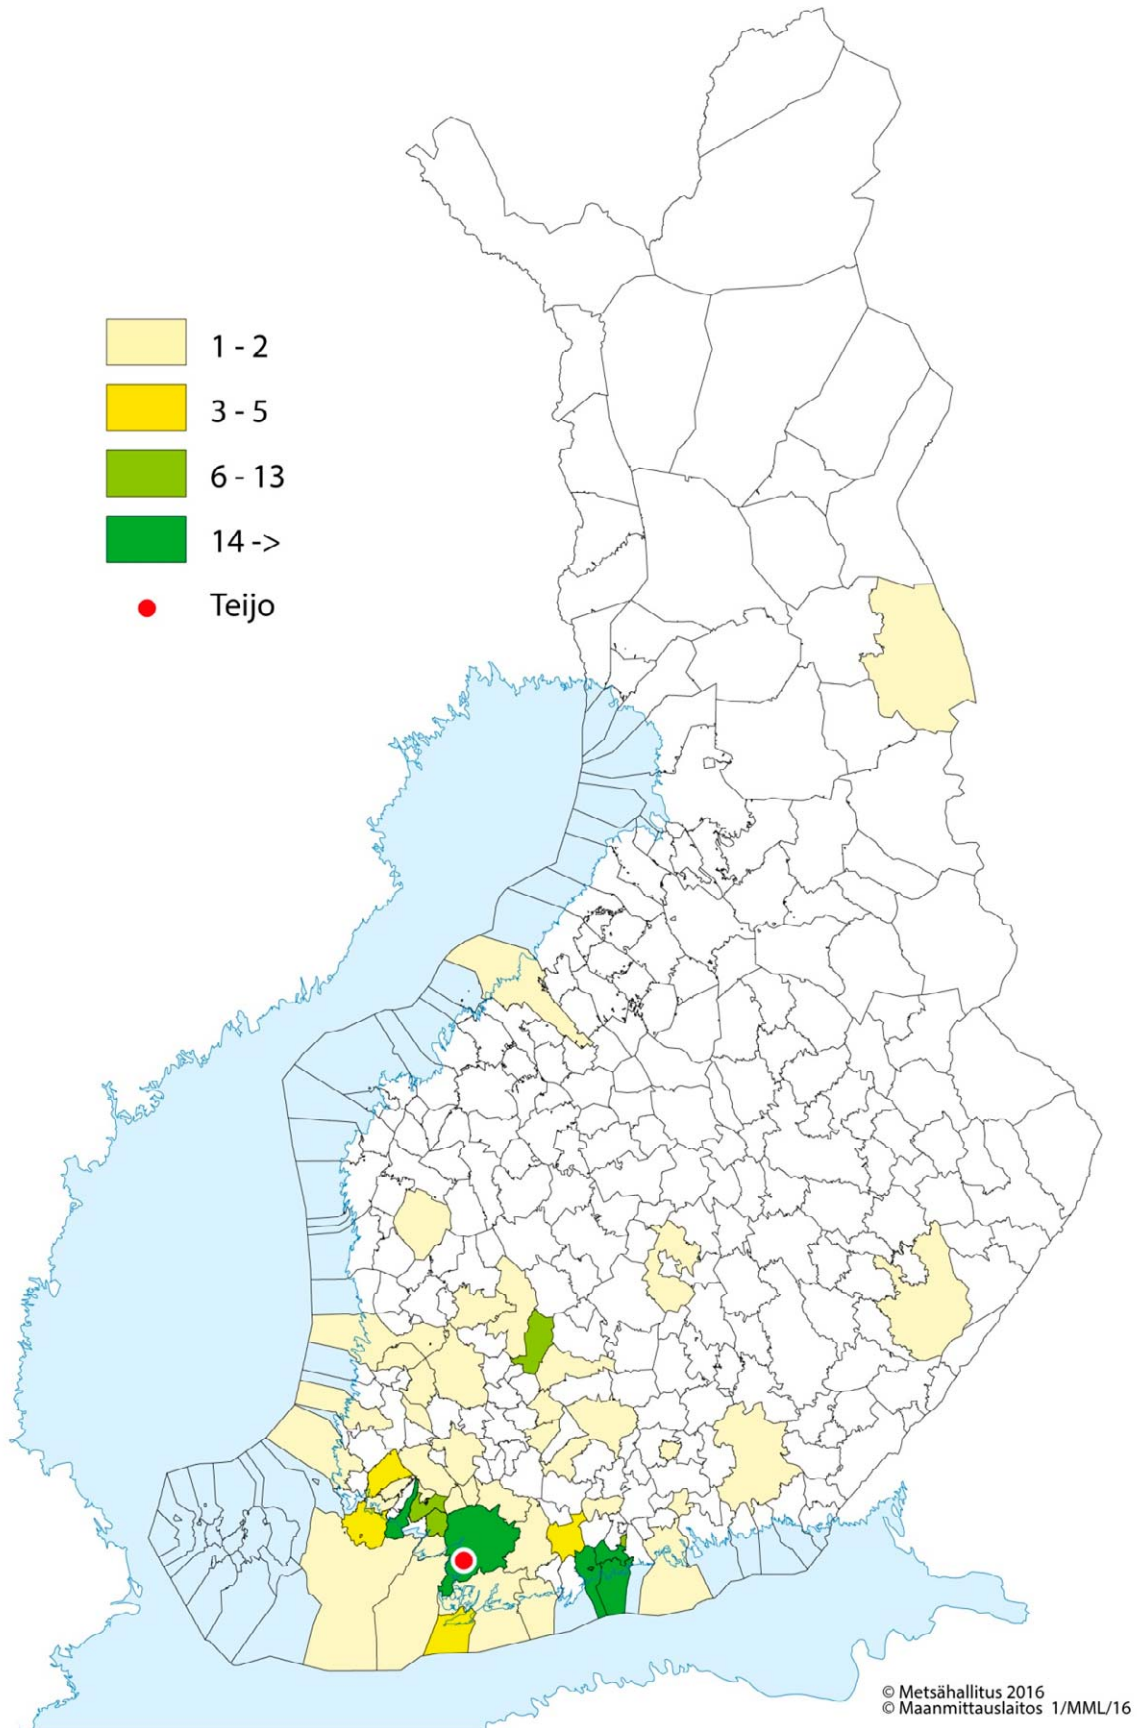 1 - 2
3 - 5
6 - 13
14 ->
Teijo
© Metsähallitus 2016
© Maanmittauslaitos 1/MML/16